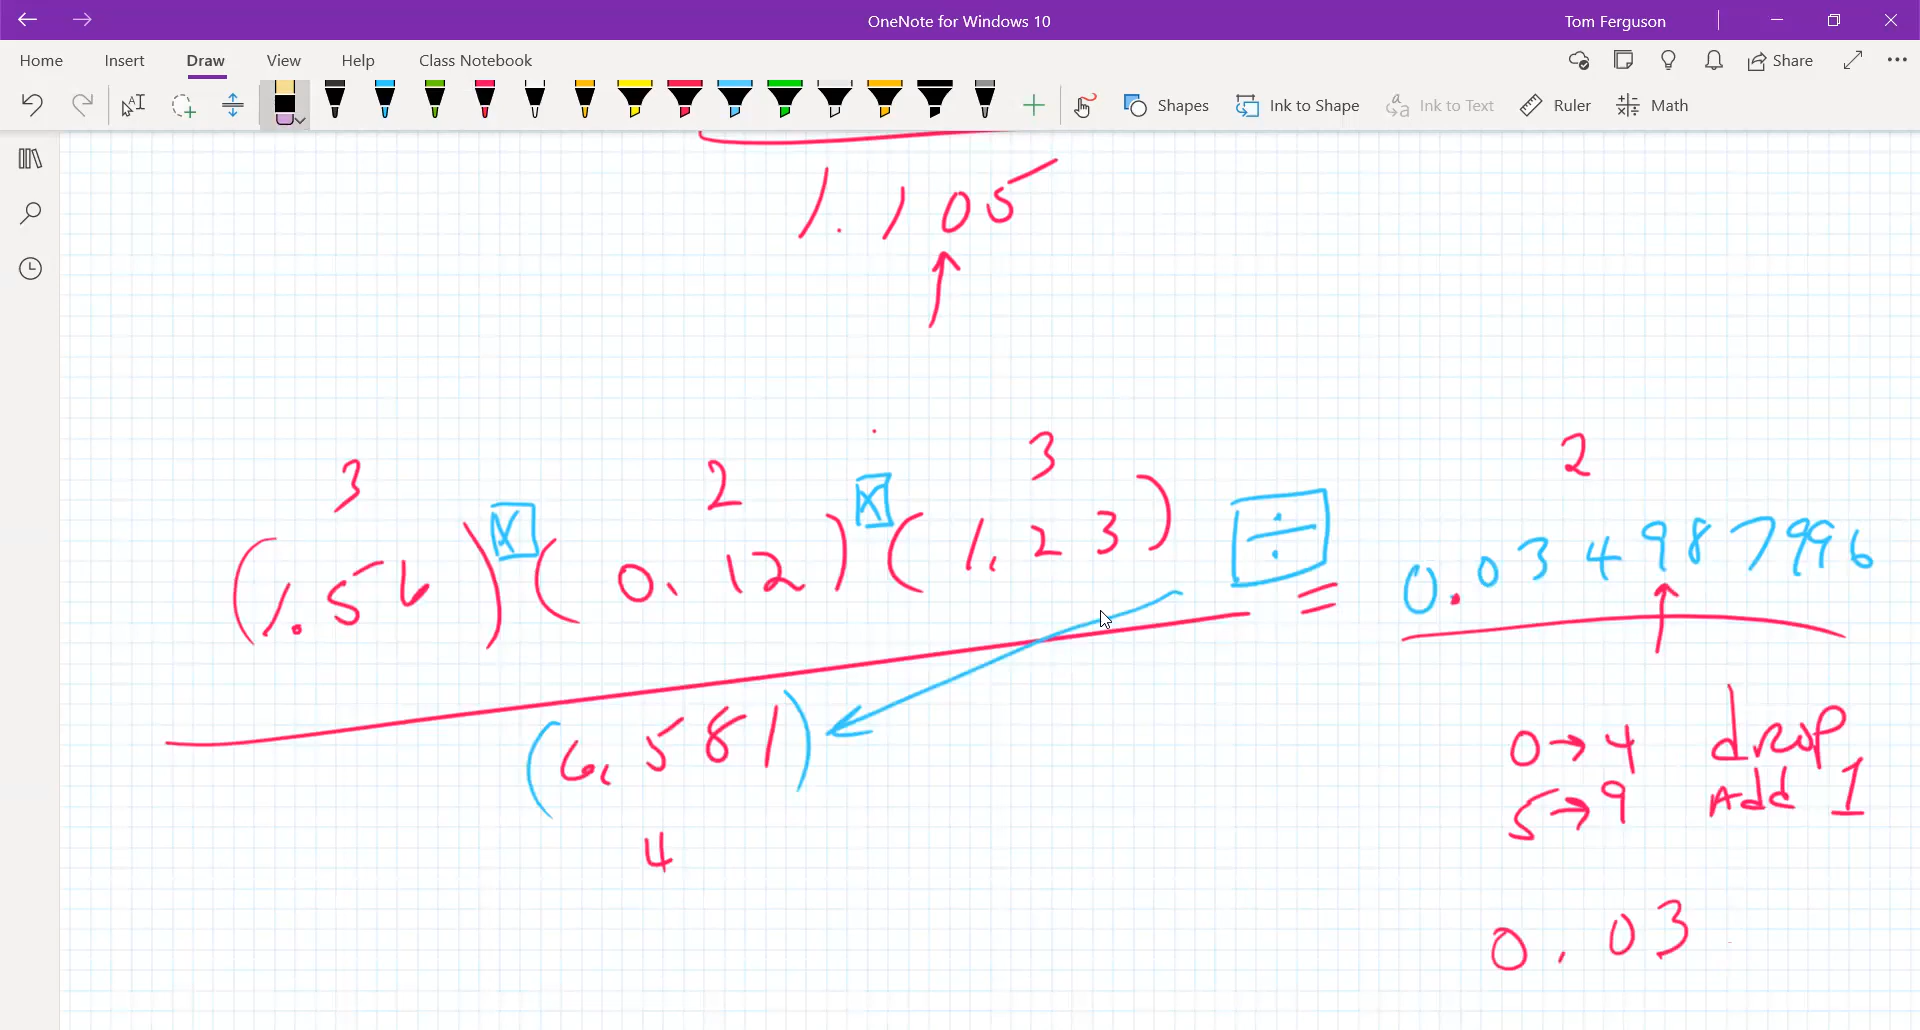 OneNote for Windows 10
Tom Ferguson
Home Insert Draw View Help Class Notebook Share
Shapes Ink to Shape Ink to Text Ruler Math
1.105
3 2 3 2
(1.56) x (0.12) x (1.23) ÷ = 0.034987996
(6.581)
4
0→4 drop
5→9 Add 1
0.03